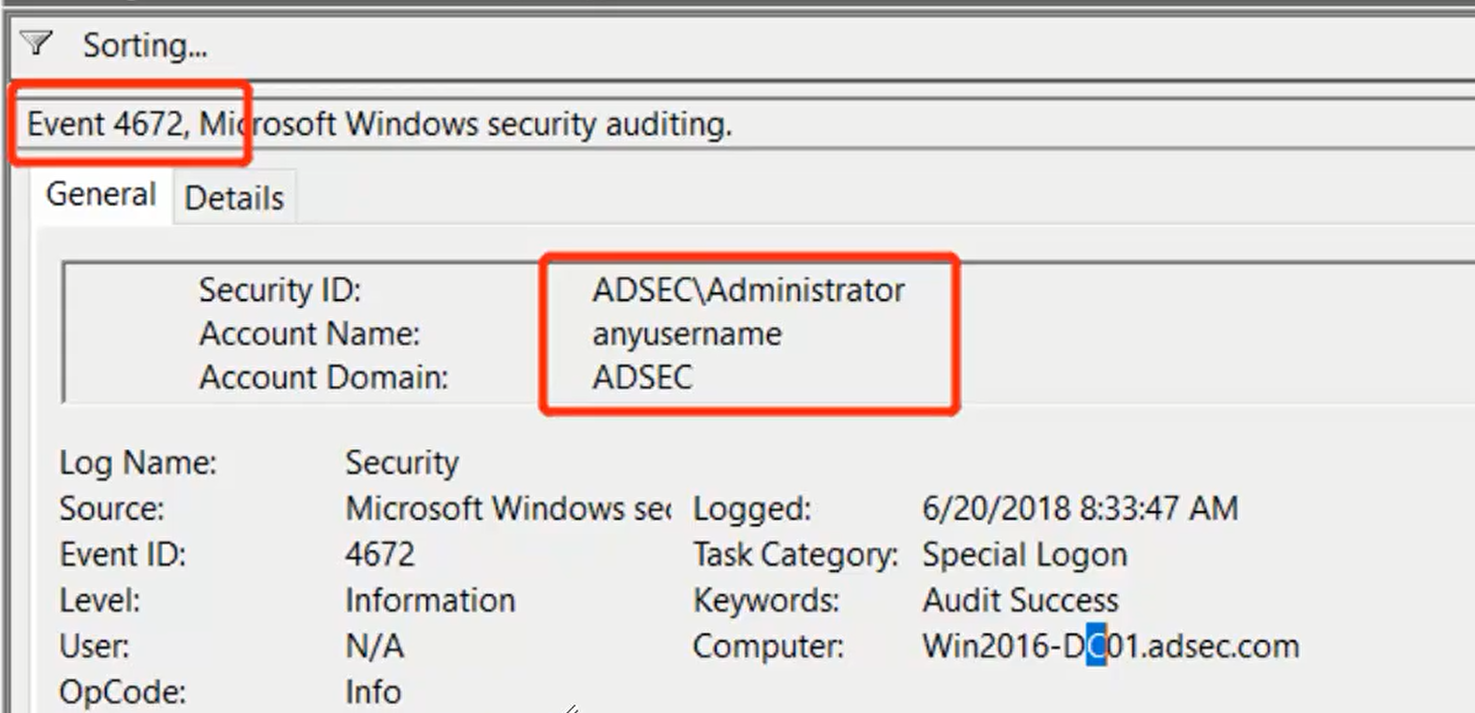 Sorting...
Event 4672, Microsoft Windows security auditing.
General Details
Security ID: ADSEC\Administrator
Account Name: anyusername
Account Domain: ADSEC
Log Name: Security
Source: Microsoft Windows sec Logged: 6/20/2018 8:33:47 AM
Event ID: 4672 Task Category: Special Logon
Level: Information Keywords: Audit Success
User: N/A Computer: Win2016-DC01.adsec.com
OpCode: Info